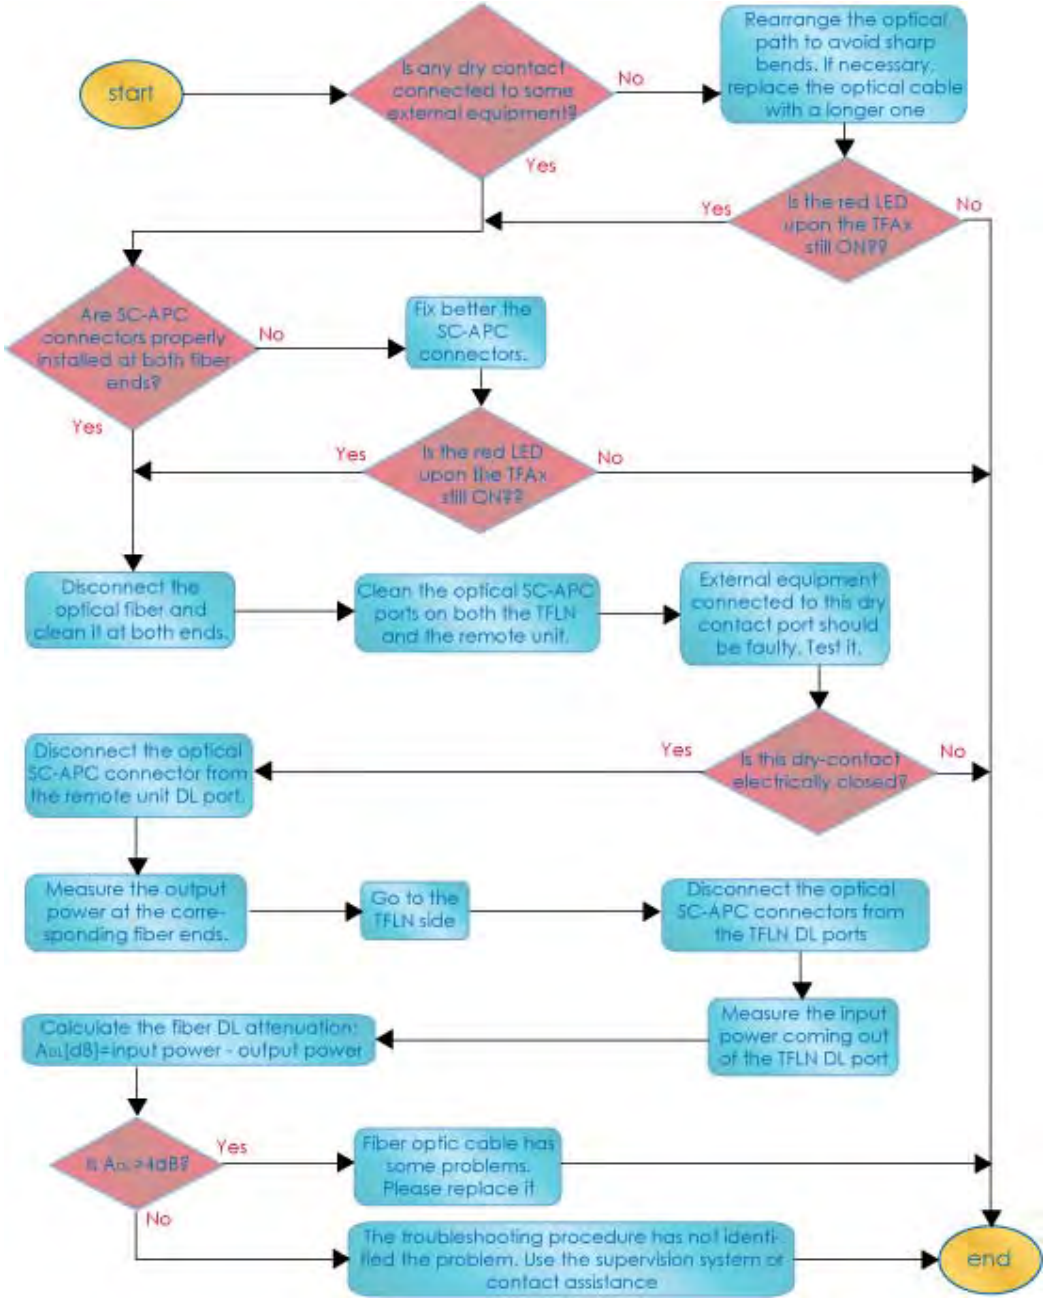 start
Is any dry contact
connected to some
external equipment?
No
Rearrange the optical
path to avoid sharp
bends. If necessary,
replace the optical cable
with a longer one
Yes
Is the red LED
upon the TFAx
still ON??
Yes
No
Are SC-APC
connectors properly
installed at both fiber
ends?
No
Fix better the
SC-APC
connectors.
Yes
Is the red LED
upon the TFAx
still ON??
Yes
No
Disconnect the
optical fiber and
clean it at both ends.
Clean the optical SC-APC
ports on both the TFLN
and the remote unit.
External equipment
connected to this dry
contact port should
be faulty. Test it.
Is this dry-contact
electrically closed?
Yes
No
Disconnect the optical
SC-APC connector from
the remote unit DL port.
Measure the output
power at the corre-
sponding fiber ends.
Go to the
TFLN side
Disconnect the optical
SC-APC connectors from
the TFLN DL ports
Measure the input
power coming out
of the TFLN DL port
Calculate the fiber DL attenuation:
ADL[dB]=input power - output power
Is ADL>4dB?
Yes
Fiber optic cable has
some problems.
Please replace it
No
The troubleshooting procedure has not identi-
fied the problem. Use the supervision system or
contact assistance
end